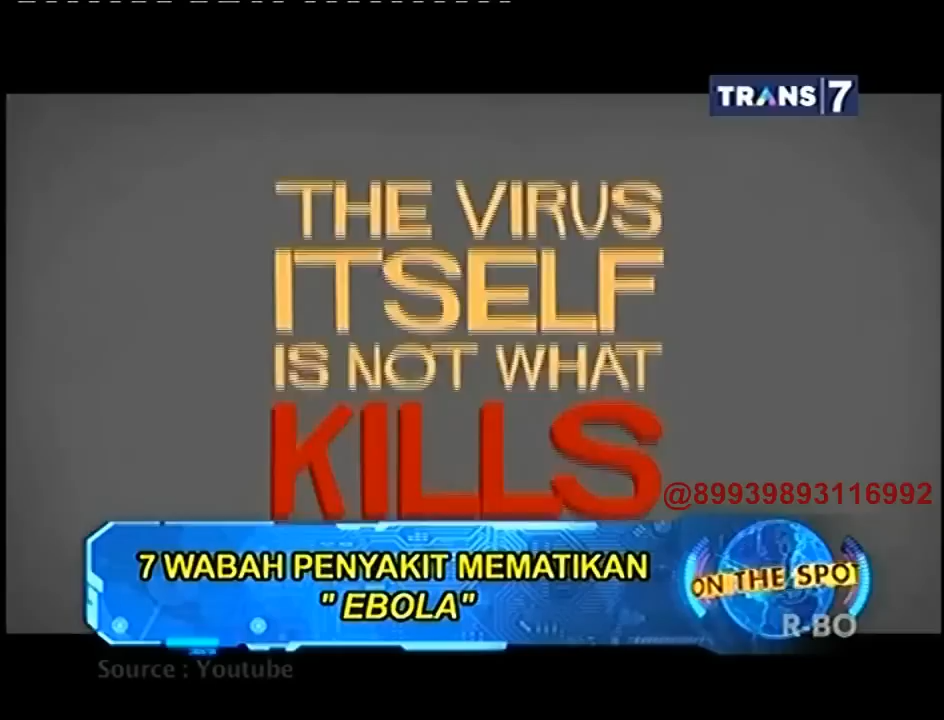 TRANS|7
THE VIRUS
ITSELF
IS NOT WHAT
KILLS
@89939893116992
7 WABAH PENYAKIT MEMATIKAN
" EBOLA"
ON THE SPOT
R-BO
Source : Youtube